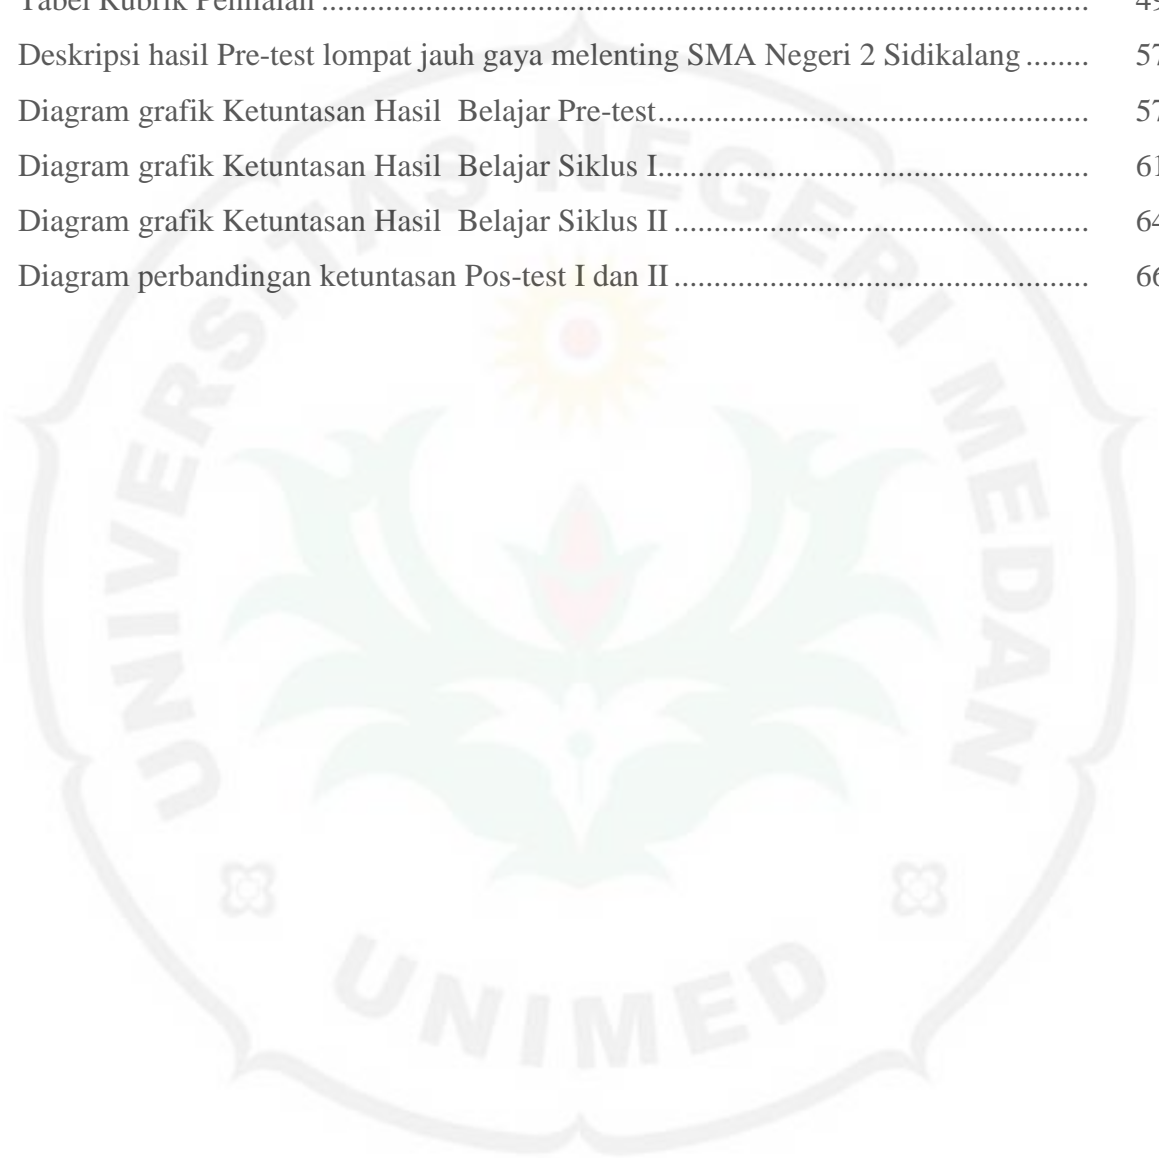 Tabel Rubrik Penilaian ................................................................................................ 49
Deskripsi hasil Pre-test lompat jauh gaya melenting SMA Negeri 2 Sidikalang ........ 57
Diagram grafik Ketuntasan Hasil  Belajar Pre-test...................................................... 57
Diagram grafik Ketuntasan Hasil  Belajar Siklus I...................................................... 61
Diagram grafik Ketuntasan Hasil  Belajar Siklus II .................................................... 64
Diagram perbandingan ketuntasan Pos-test I dan II .................................................... 66
UNIVERSITAS NEGERI MEDAN
UNIMED